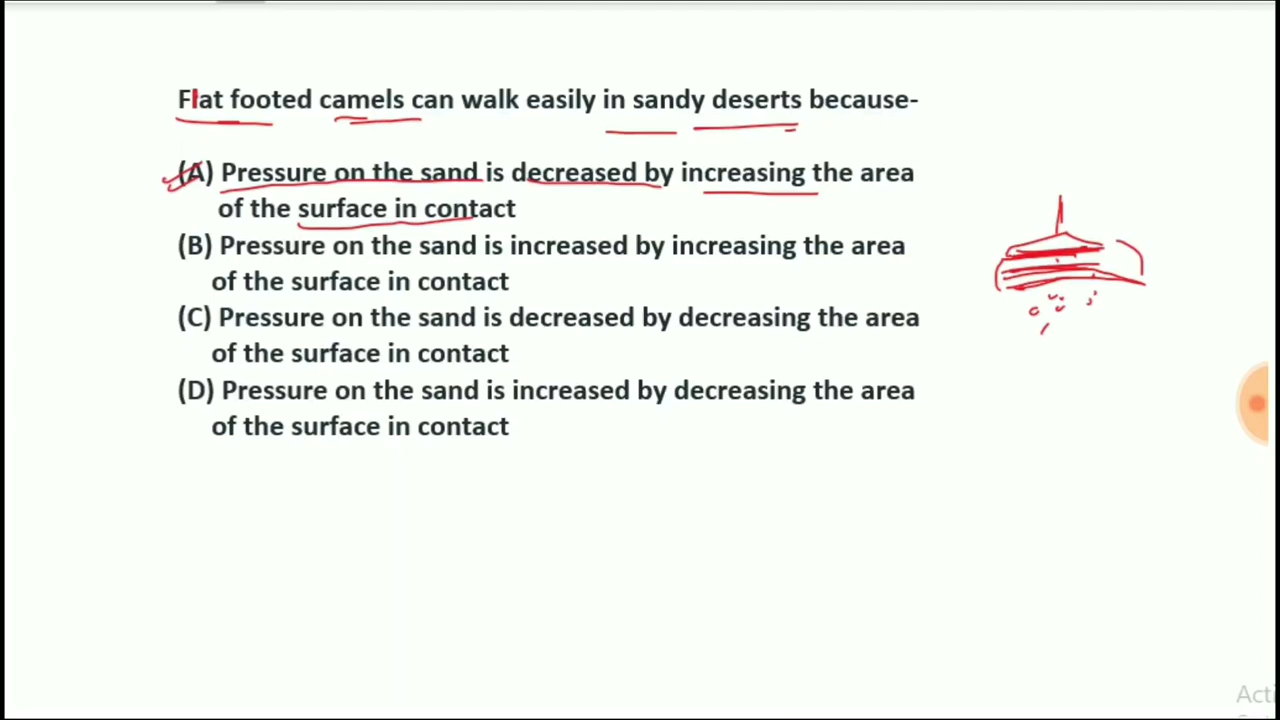 Flat footed camels can walk easily in sandy deserts because-
(A) Pressure on the sand is decreased by increasing the area
of the surface in contact
(B) Pressure on the sand is increased by increasing the area
of the surface in contact
(C) Pressure on the sand is decreased by decreasing the area
of the surface in contact
(D) Pressure on the sand is increased by decreasing the area
of the surface in contact